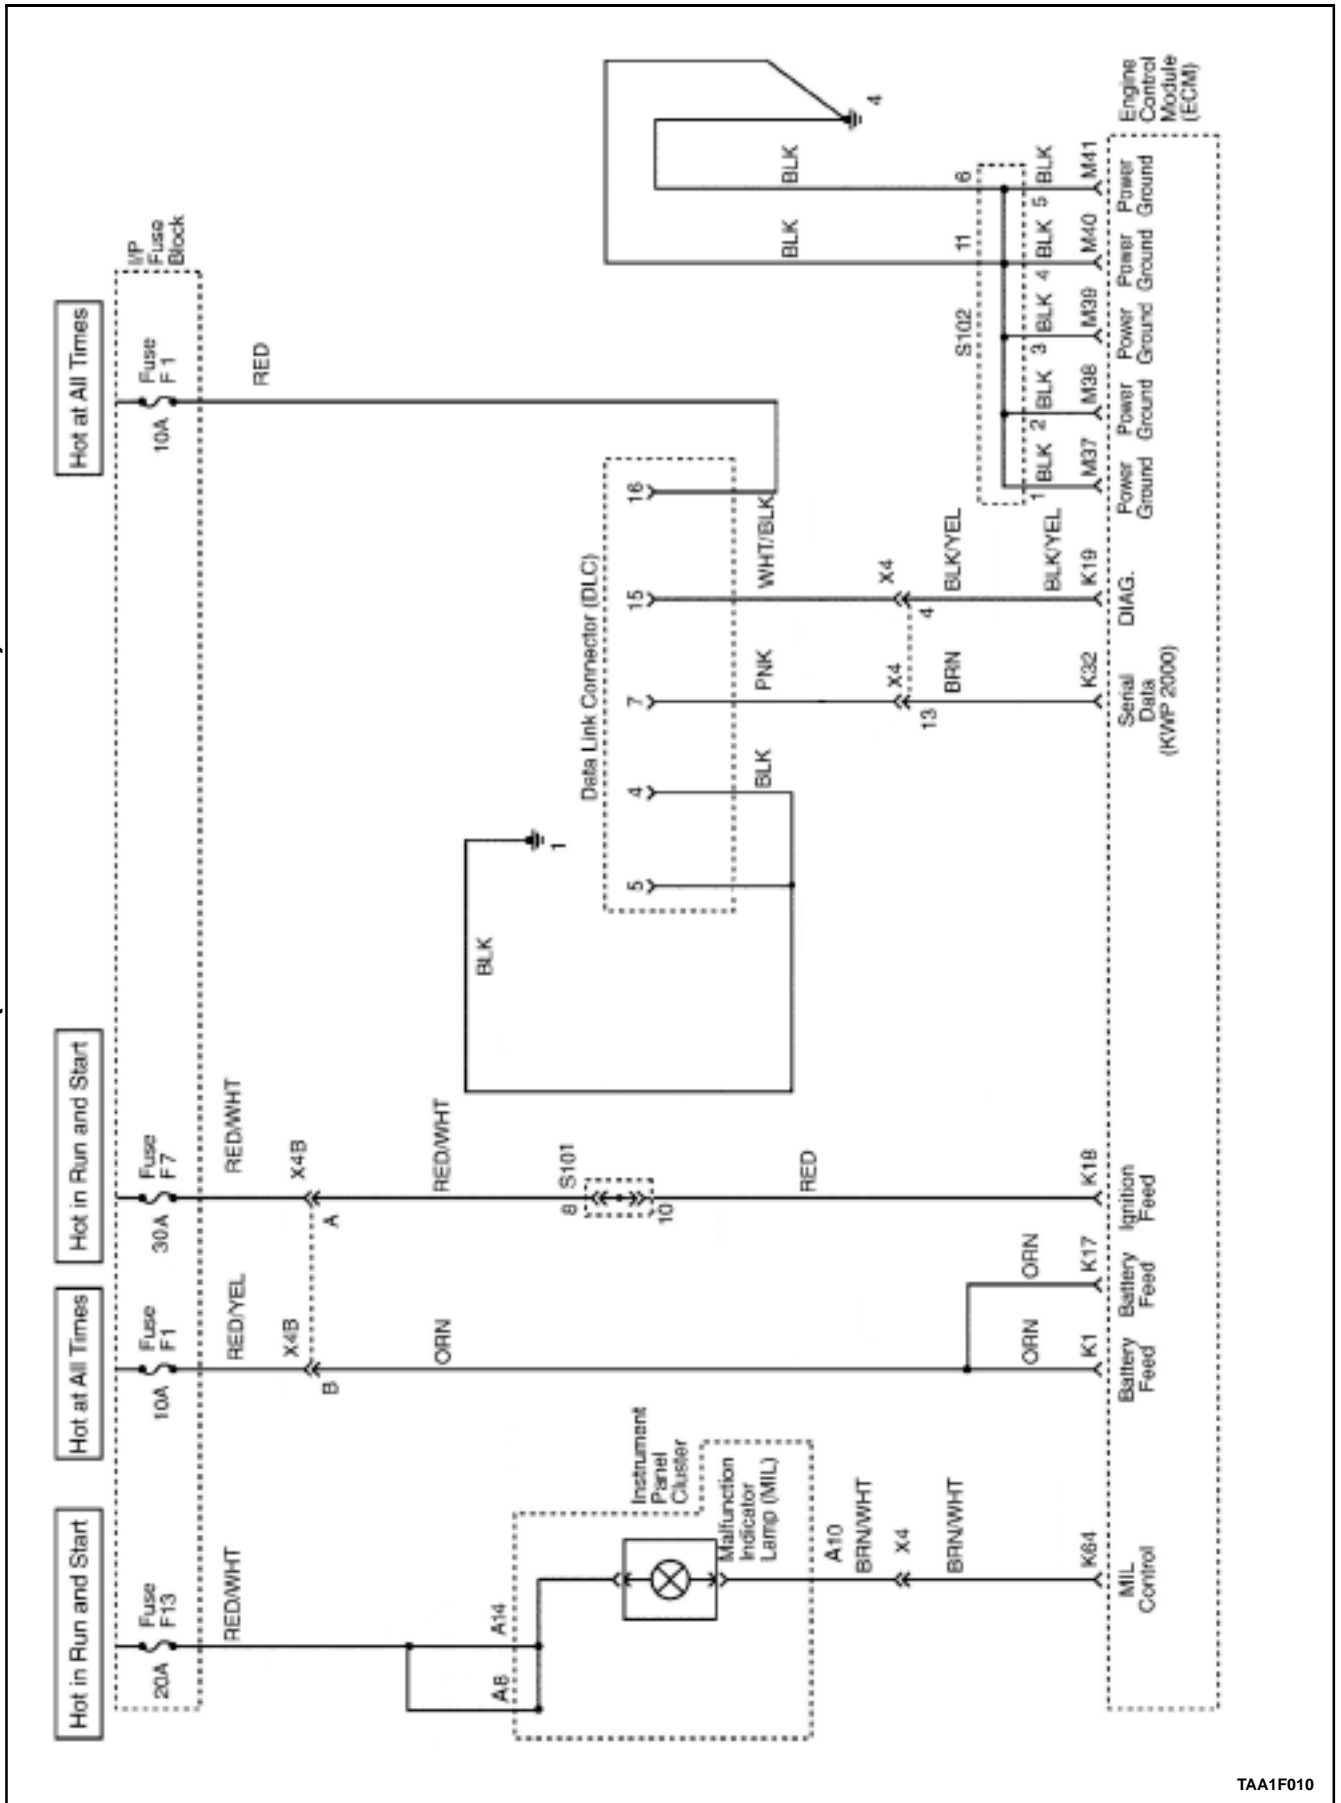 Hot in Run and Start
Hot at All Times
Hot in Run and Start
Hot at All Times
20A
Fuse
F13
10A
Fuse
F1
30A
Fuse
F7
10A
Fuse
F 1
I/P
Fuse
Block
RED/WHT
RED/YEL
RED/WHT
RED
X4B
X4B
B
A
ORN
RED/WHT
BLK
1
A8
A14
8
S101
10
Data Link Connector (DLC)
5
4
7
15
16
Instrument
Panel
Cluster
Malfunction
Indicator
Lamp (MIL)
BLK
PNK
WHT/BLK
RED
BLK
BLK
4
A10
BRN/WHT
X4
X4
X4
13
4
BRN/WHT
BRN
BLK/YEL
S102
11
6
ORN
ORN
BLK/YEL
1
BLK
2
BLK
3
BLK
4
BLK
5
BLK
K64
K1
K17
K18
K32
K19
M37
M38
M39
M40
M41
MIL
Control
Battery
Feed
Battery
Feed
Ignition
Feed
Serial
Data
(KWP 2000)
DIAG.
Power
Ground
Power
Ground
Power
Ground
Power
Ground
Power
Ground
Engine
Control
Module
(ECM)
TAA1F010